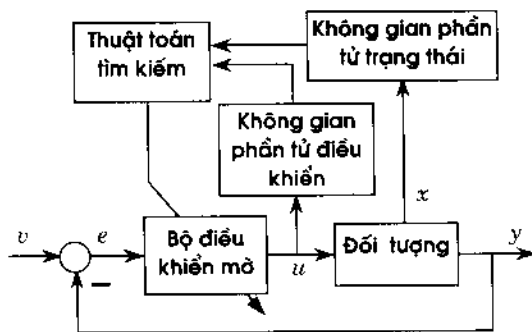 Thuật toán
tìm kiếm
Không gian phần
tử trạng thái
Không gian
phần tử điều
khiển
x
v
e
Bộ điều
khiển mờ
u
Đối tượng
y
−